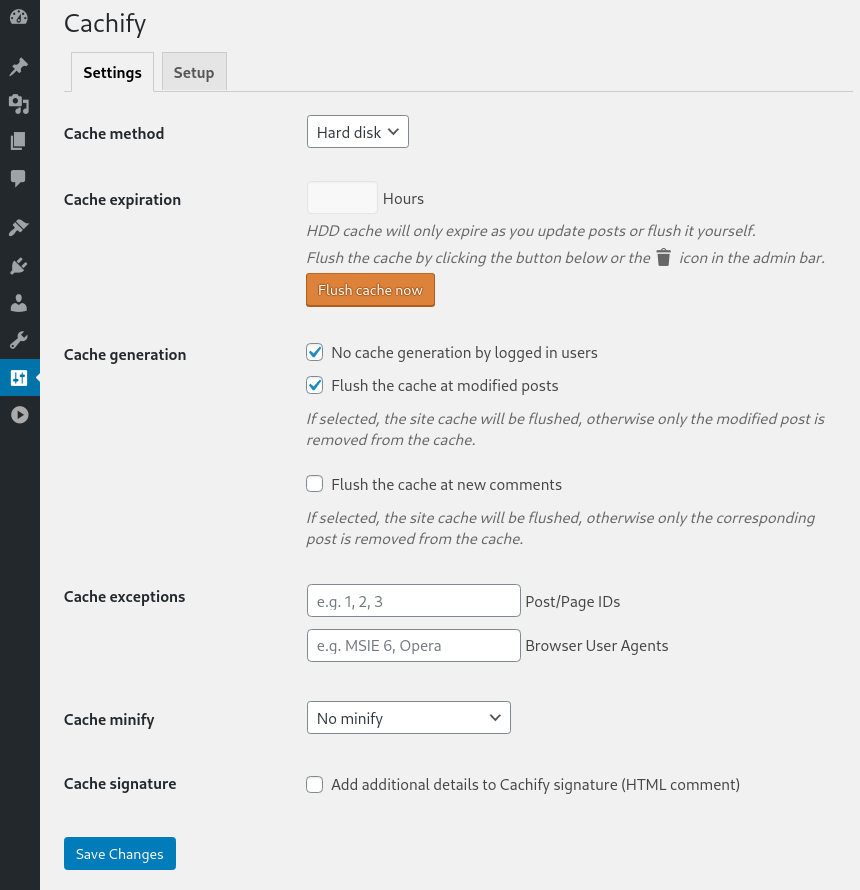 Cachify
Settings Setup
Cache method Hard disk
Cache expiration Hours
HDD cache will only expire as you update posts or flush it yourself.
Flush the cache by clicking the button below or the icon in the admin bar.
Flush cache now
Cache generation No cache generation by logged in users
Flush the cache at modified posts
If selected, the site cache will be flushed, otherwise only the modified post is
removed from the cache.
Flush the cache at new comments
If selected, the site cache will be flushed, otherwise only the corresponding
post is removed from the cache.
Cache exceptions e.g. 1, 2, 3 Post/Page IDs
e.g. MSIE 6, Opera Browser User Agents
Cache minify No minify
Cache signature Add additional details to Cachify signature (HTML comment)
Save Changes